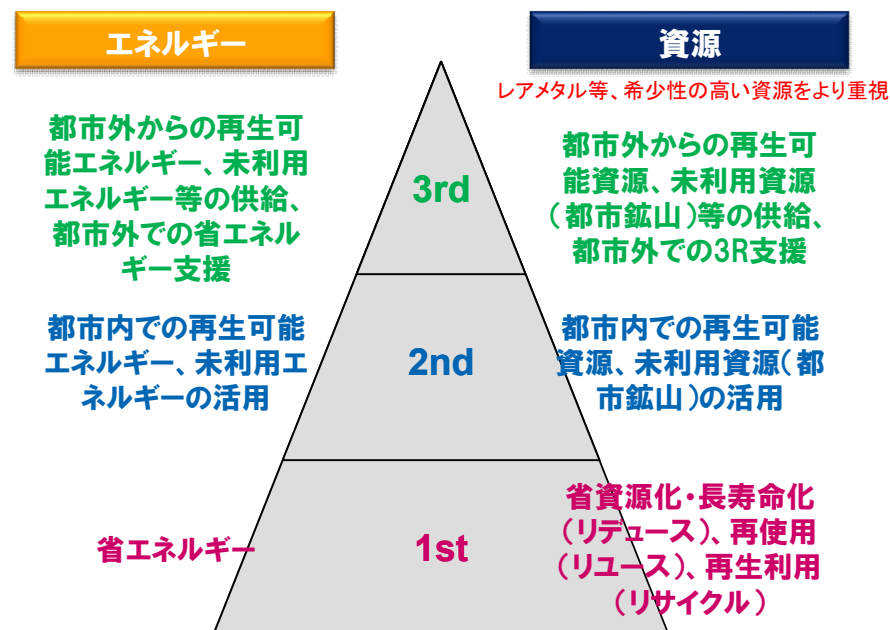 エネルギー
資源
レアメタル等、希少性の高い資源をより重視
都市外からの再生可
能エネルギー、未利用
エネルギー等の供給、
都市外での省エネル
ギー支援
3rd
都市外からの再生可
能資源、未利用資源
（都市鉱山）等の供給、
都市外での3R支援
都市内での再生可能
エネルギー、未利用エ
ネルギーの活用
2nd
都市内での再生可能
資源、未利用資源（都
市鉱山）の活用
省エネルギー
1st
省資源化・長寿命化
（リデュース）、再使用
（リユース）、再生利用
（リサイクル）